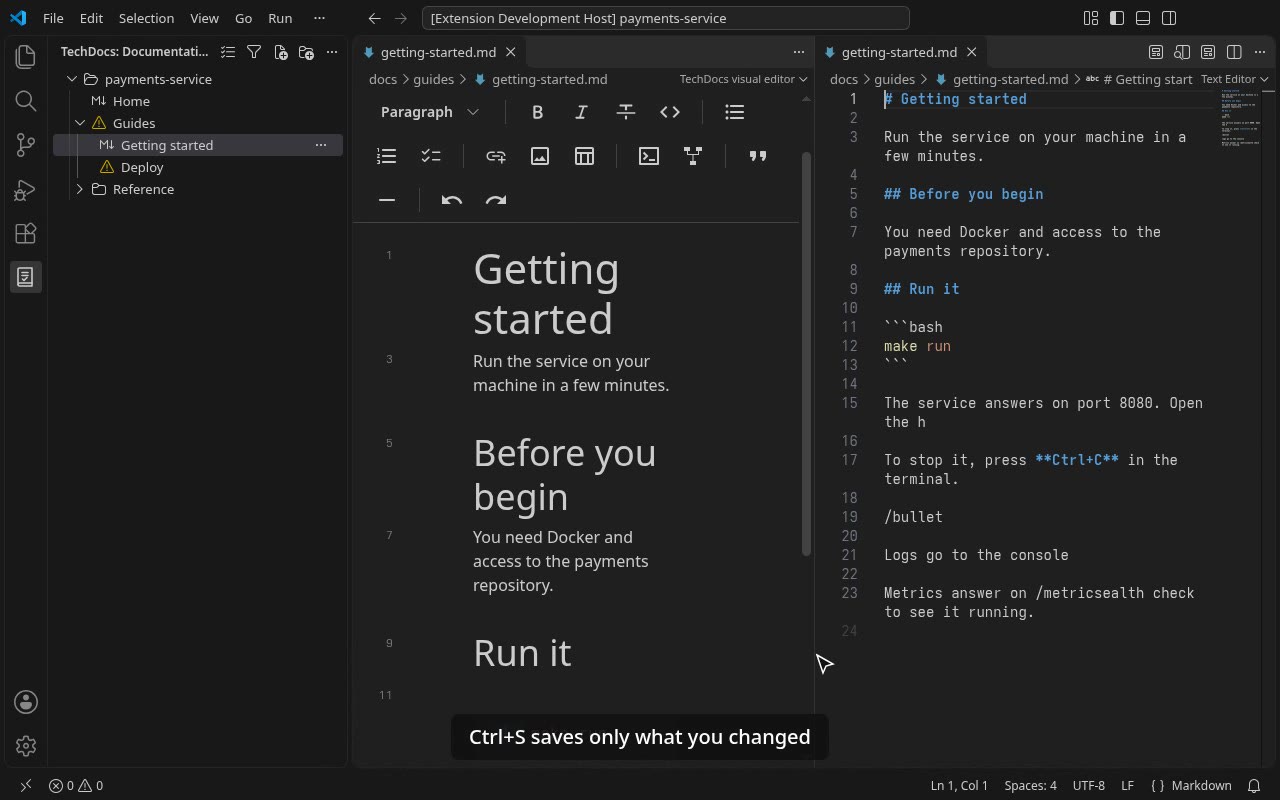 File Edit Selection View Go Run ···
[Extension Development Host] payments-service
TechDocs: Documentati...
payments-service
Home
Guides
Getting started
Deploy
Reference
getting-started.md
docs > guides > getting-started.md
TechDocs visual editor
Paragraph
B I
1
Getting
started
3
Run the service on your
machine in a few minutes.
5
Before you
begin
7
You need Docker and
access to the payments
repository.
9
Run it
11
getting-started.md
docs > guides > getting-started.md > abc # Getting start
Text Editor
1 # Getting started
2
3 Run the service on your machine in a
few minutes.
4
5 ## Before you begin
6
7 You need Docker and access to the
payments repository.
8
9 ## Run it
10
11 ```bash
12 make run
13 ```
14
15 The service answers on port 8080. Open
the h
16
17 To stop it, press **Ctrl+C** in the
terminal.
18
19 /bullet
20
21 Logs go to the console
22
23 Metrics answer on /metricsealth check
to see it running.
24
Ctrl+S saves only what you changed
0 0
Ln 1, Col 1 Spaces: 4 UTF-8 LF { } Markdown